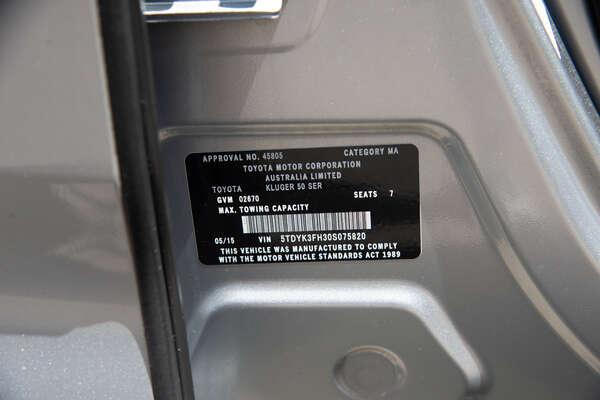 APPROVAL NO. 45805 CATEGORY MA
TOYOTA MOTOR CORPORATION
AUSTRALIA LIMITED
TOYOTA KLUGER 50 SER
GVM 02670 SEATS 7
MAX. TOWING CAPACITY
05/15 VIN 5TDYK3FH30S075820
THIS VEHICLE WAS MANUFACTURED TO COMPLY
WITH THE MOTOR VEHICLE STANDARDS ACT 1989